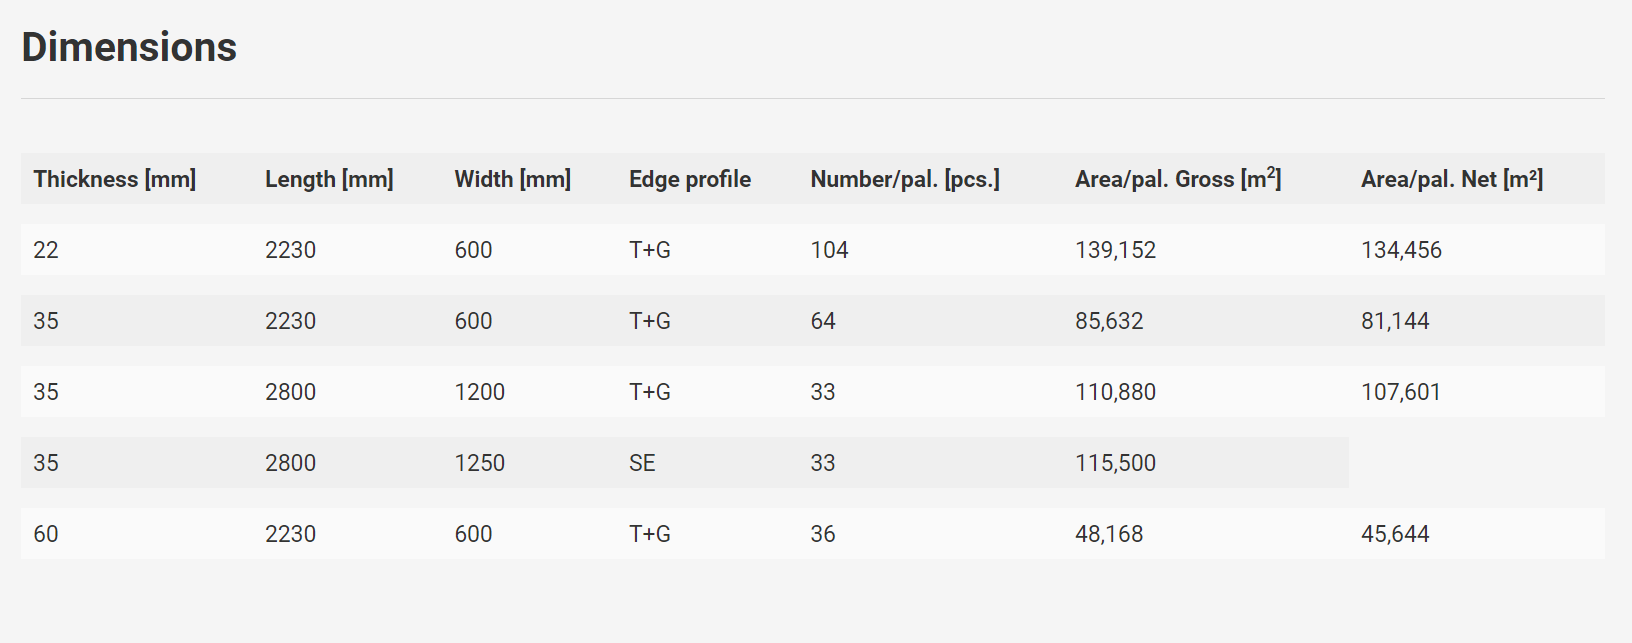 Dimensions
Thickness [mm] Length [mm] Width [mm] Edge profile Number/pal. [pcs.] Area/pal. Gross [m²] Area/pal. Net [m²]
22 2230 600 T+G 104 139,152 134,456
35 2230 600 T+G 64 85,632 81,144
35 2800 1200 T+G 33 110,880 107,601
35 2800 1250 SE 33 115,500
60 2230 600 T+G 36 48,168 45,644